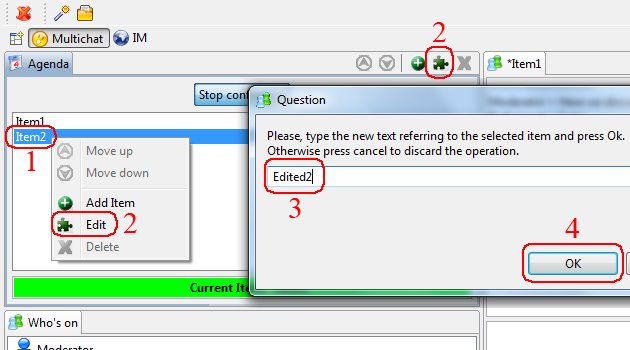 2
Multichat IM
Agenda
*Item1
Stop con
Question
Item1
Item2
1
Please, type the new text referring to the selected item and press Ok.
Otherwise press cancel to discard the operation.
Move up
Move down
Edited2
3
Add Item
Edit 2
Delete
4
OK
Current Ite
Who's on
Moderator